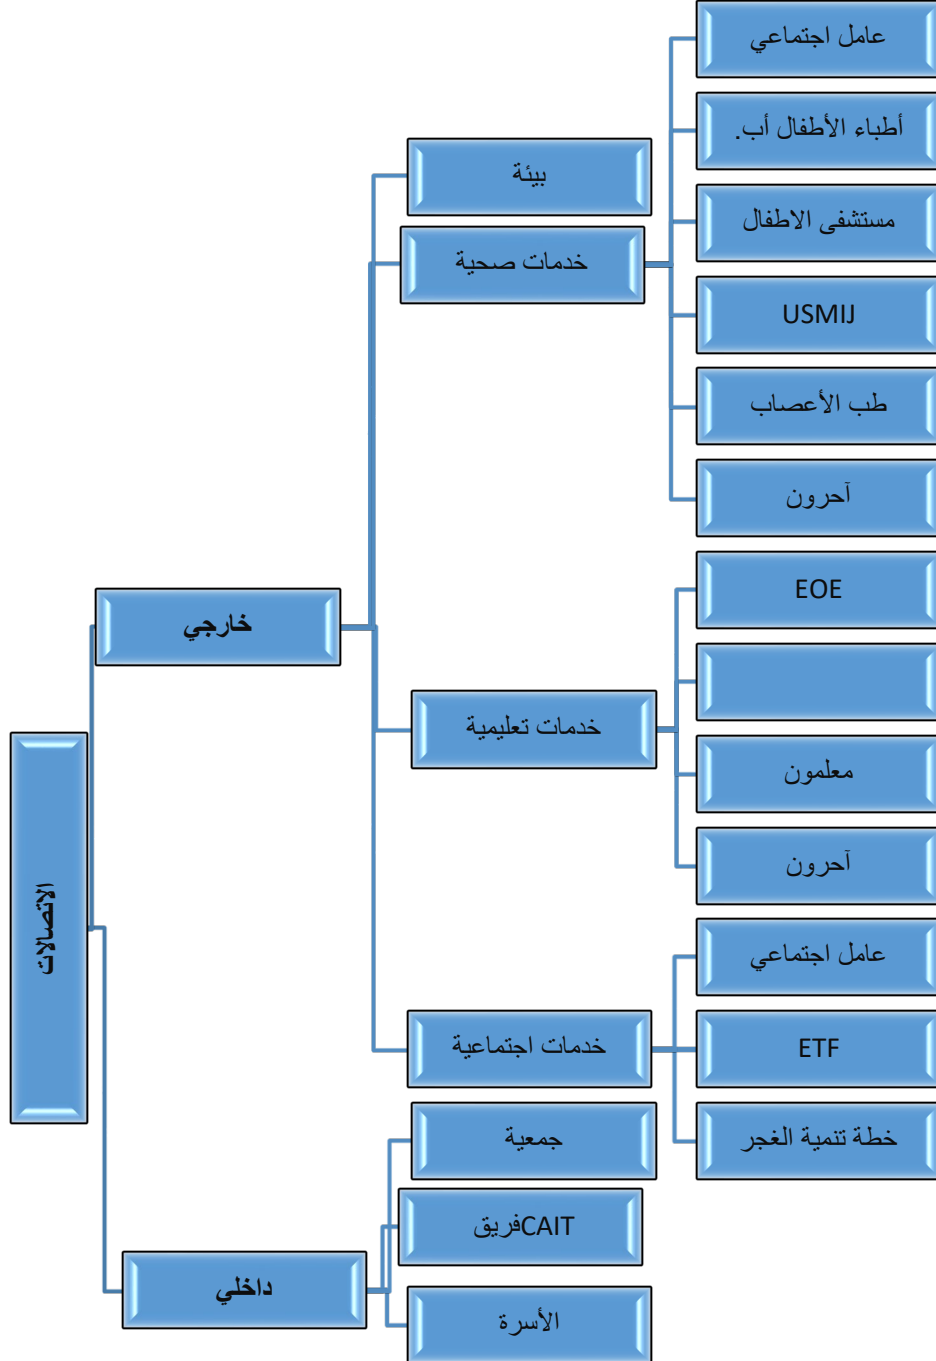 عامل اجتماعي
أطباء الأطفال أب.
بيئة
مستشفى الاطفال
خدمات صحية
USMIJ
طب الأعصاب
آحرون
EOE
خارجي
خدمات تعليمية
معلمون
آحرون
الاتصالات
عامل اجتماعي
خدمات اجتماعية
ETF
جمعية
خطة تنمية الغجر
CAITفريق
داخلي
الأسرة